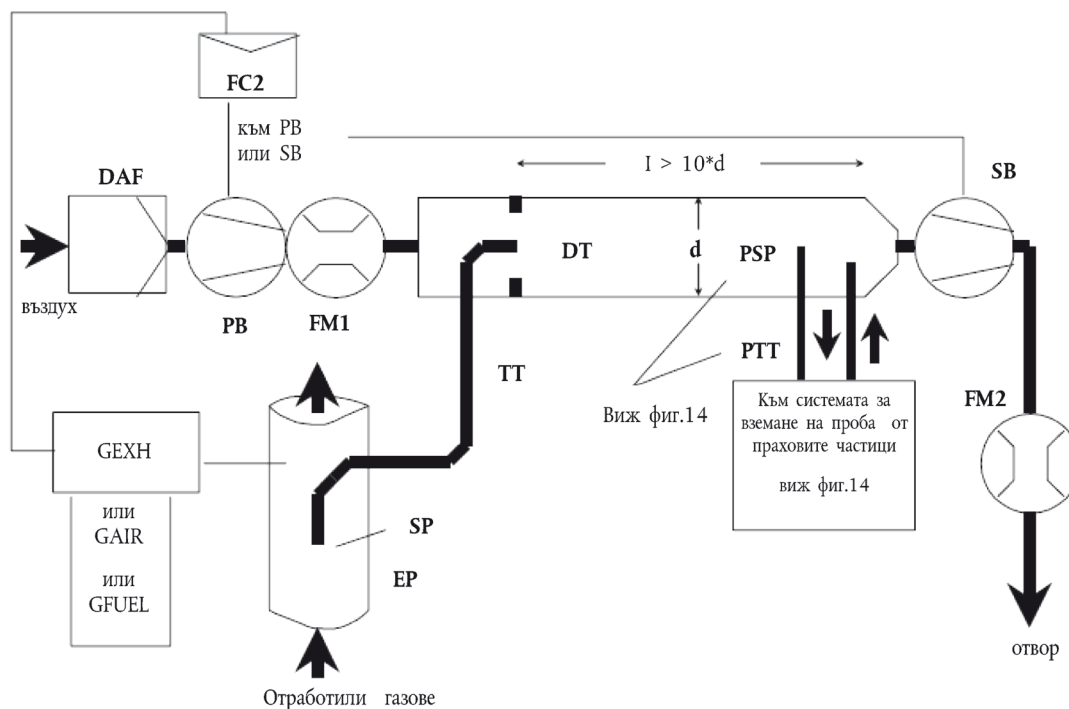 FC2
към PB
или SB
DAF
l > 10*d
SB
DT
d
PSP
въздух
PB
FM1
TT
PTT
Виж фиг.14
Към системата за
вземане на проба от
праховите частици
виж фиг.14
FM2
GEXH
или
GAIR
или
GFUEL
SP
EP
отвор
Отработили газове